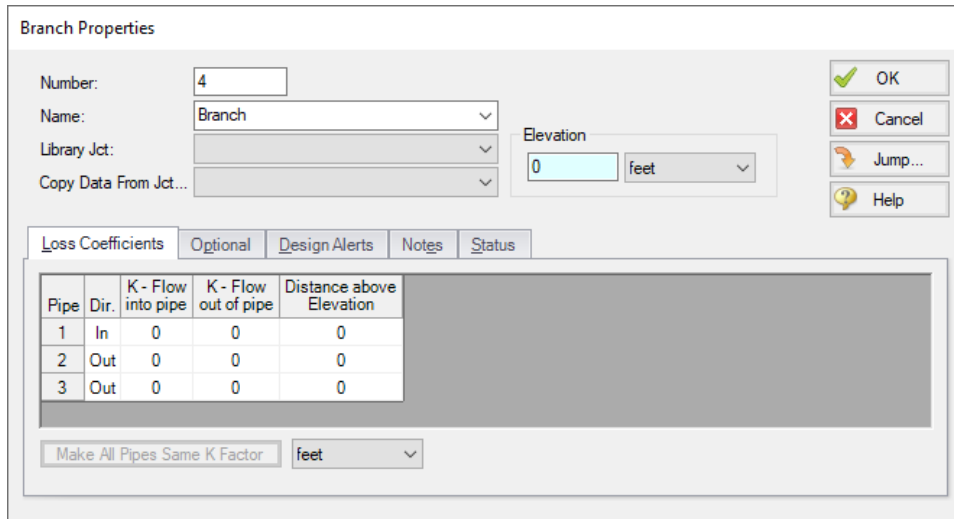 Branch Properties
Number: 4
Name: Branch
Library Jct:
Copy Data From Jct...
Elevation
0 feet
OK
Cancel
Jump...
Help
Loss Coefficients Optional Design Alerts Notes Status
Pipe Dir. K - Flow into pipe K - Flow out of pipe Distance above Elevation
1 In 0 0 0
2 Out 0 0 0
3 Out 0 0 0
Make All Pipes Same K Factor feet